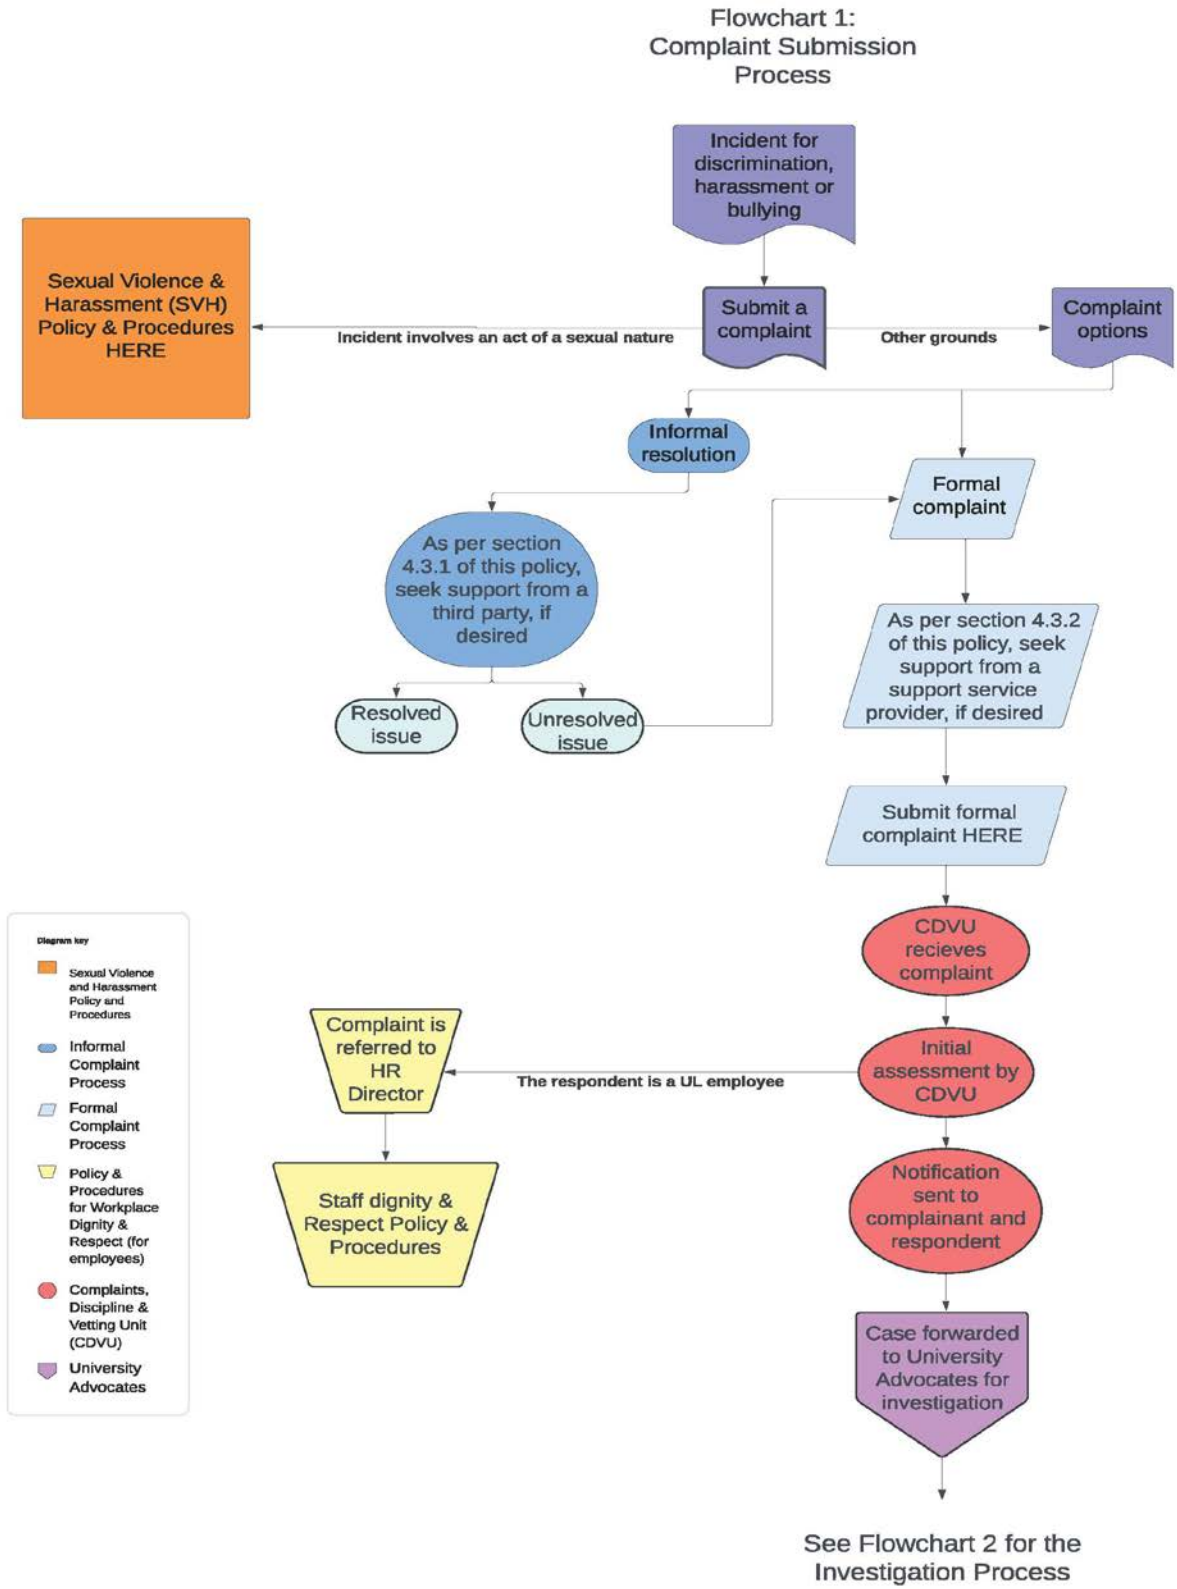 Flowchart 1:
Complaint Submission
Process
Incident for
discrimination,
harassment or
bullying
Sexual Violence &
Harassment (SVH)
Policy & Procedures
HERE
Incident involves an act of a sexual nature
Submit a
complaint
Other grounds
Complaint
options
Informal
resolution
Formal
complaint
As per section
4.3.1 of this policy,
seek support from a
third party, if
desired
As per section 4.3.2
of this policy, seek
support from a
support service
provider, if desired
Resolved
issue
Unresolved
issue
Submit formal
complaint HERE
CDVU
recieves
complaint
Initial
assessment by
CDVU
The respondent is a UL employee
Complaint is
referred to
HR
Director
Staff dignity &
Respect Policy &
Procedures
Notification
sent to
complainant and
respondent
Case forwarded
to University
Advocates for
investigation
See Flowchart 2 for the
Investigation Process
Diagram key
Sexual Violence
and Harassment
Policy and
Procedures
Informal
Complaint
Process
Formal
Complaint
Process
Policy &
Procedures
for Workplace
Dignity &
Respect (for
employees)
Complaints,
Discipline &
Vetting Unit
(CDVU)
University
Advocates